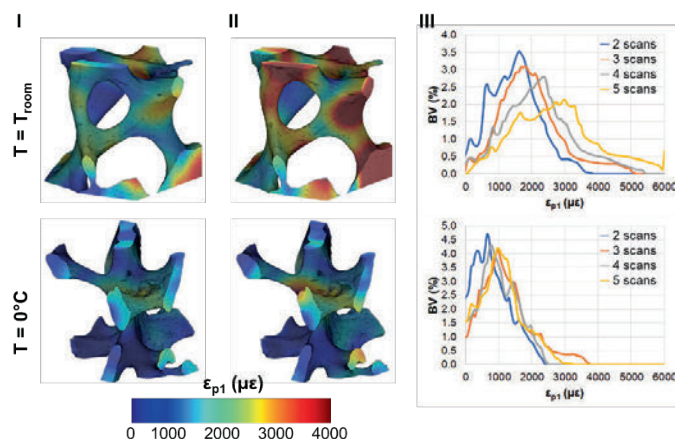 I
II
III
T = Troom
4.0
3.5
3.0
2.5
2.0
1.5
1.0
0.5
0.0
BV (%)
2 scans
3 scans
4 scans
5 scans
0 1000 2000 3000 4000 5000 6000
εp1 (με)
T = 0°C
5.0
4.5
4.0
3.5
3.0
2.5
2.0
1.5
1.0
0.5
0.0
BV (%)
2 scans
3 scans
4 scans
5 scans
0 1000 2000 3000 4000 5000 6000
εp1 (με)
εp1 (με)
0 1000 2000 3000 4000